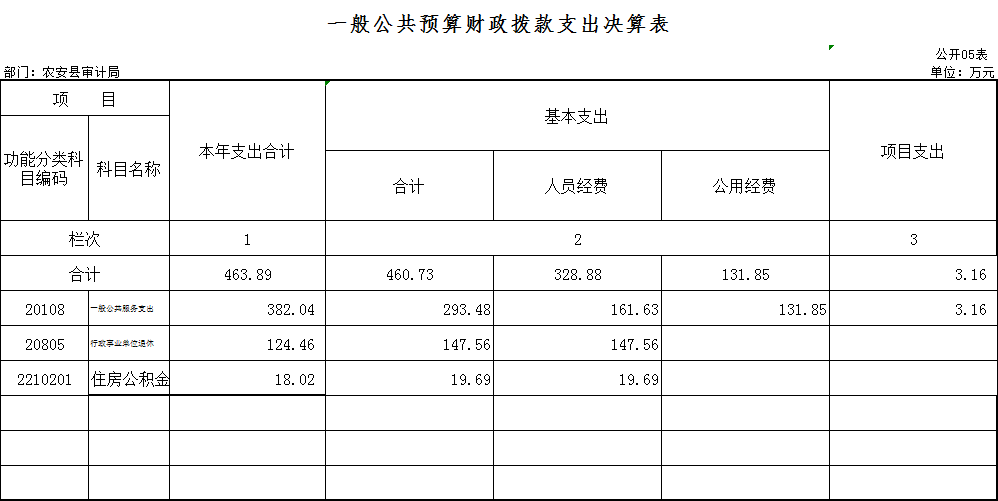 一般公共预算财政拨款支出决算表
公开05表
部门：农安县审计局 单位：万元
项 目 本年支出合计 基本支出 项目支出
功能分类科目编码 科目名称 合计 人员经费 公用经费
栏次 1 2 3
合计 463.89 460.73 328.88 131.85 3.16
20108 一般公共服务支出 382.04 293.48 161.63 131.85 3.16
20805 行政事业单位退休 124.46 147.56 147.56
2210201 住房公积金 18.02 19.69 19.69